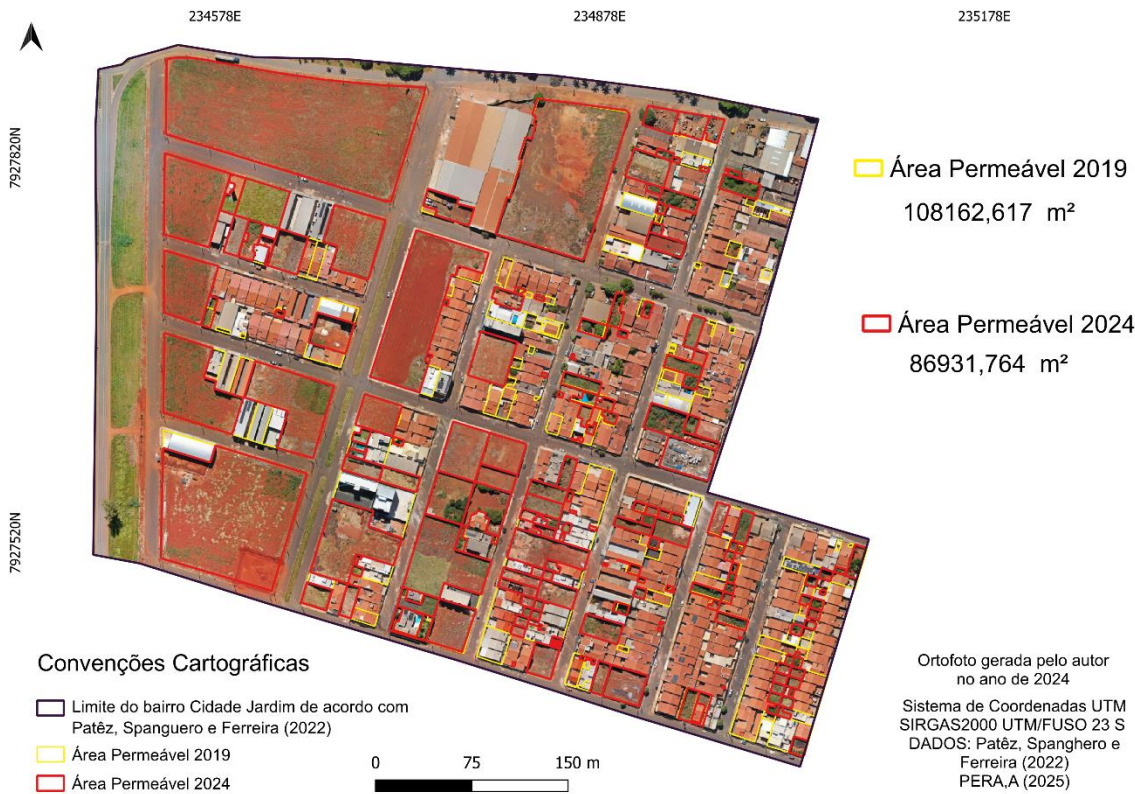 234578E
234878E
235178E
7927820N
7927520N
Área Permeável 2019
108162,617 m²
Área Permeável 2024
86931,764 m²
Convenções Cartográficas
Limite do bairro Cidade Jardim de acordo com
Patêz, Spanguero e Ferreira (2022)
Área Permeável 2019
Área Permeável 2024
0 75 150 m
Ortofoto gerada pelo autor
no ano de 2024
Sistema de Coordenadas UTM
SIRGAS2000 UTM/FUSO 23 S
DADOS: Patêz, Spanghero e
Ferreira (2022)
PERA,A (2025)